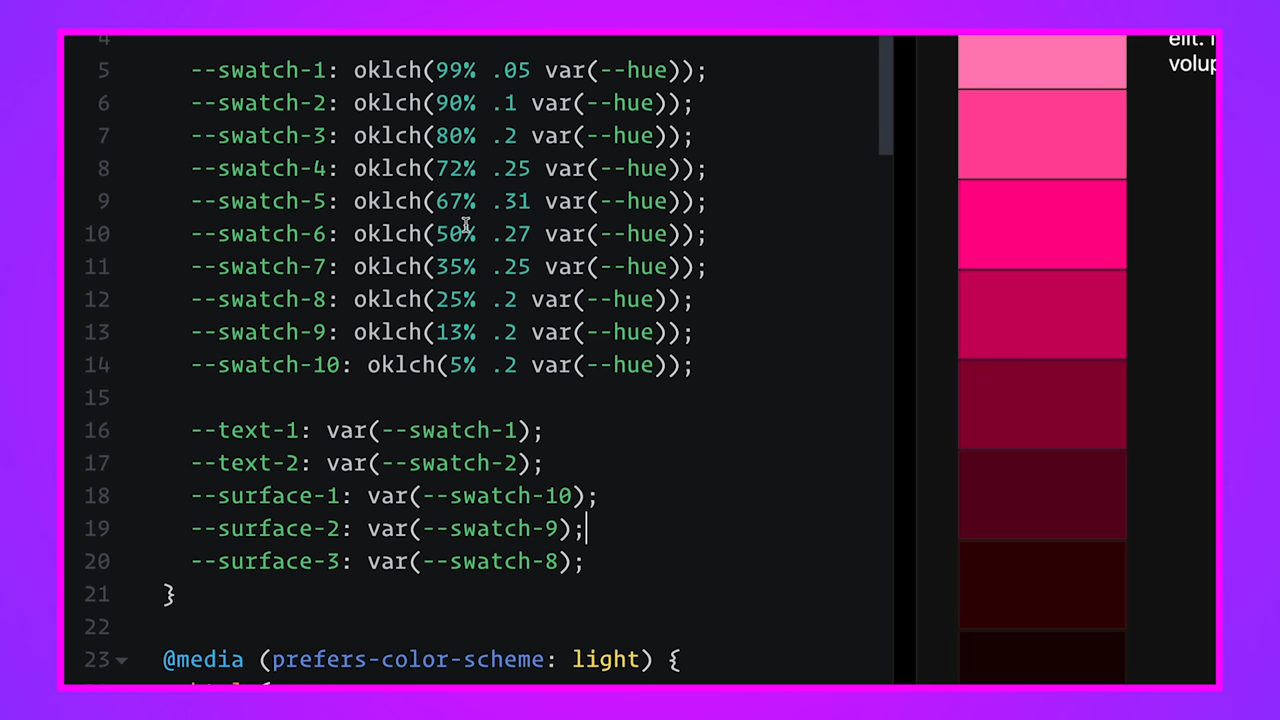 4
5 --swatch-1: oklch(99% .05 var(--hue));
6 --swatch-2: oklch(90% .1 var(--hue));
7 --swatch-3: oklch(80% .2 var(--hue));
8 --swatch-4: oklch(72% .25 var(--hue));
9 --swatch-5: oklch(67% .31 var(--hue));
10 --swatch-6: oklch(50% .27 var(--hue));
11 --swatch-7: oklch(35% .25 var(--hue));
12 --swatch-8: oklch(25% .2 var(--hue));
13 --swatch-9: oklch(13% .2 var(--hue));
14 --swatch-10: oklch(5% .2 var(--hue));
15
16 --text-1: var(--swatch-1);
17 --text-2: var(--swatch-2);
18 --surface-1: var(--swatch-10);
19 --surface-2: var(--swatch-9);
20 --surface-3: var(--swatch-8);
21 }
22
23 @media (prefers-color-scheme: light) {
elit.
volup